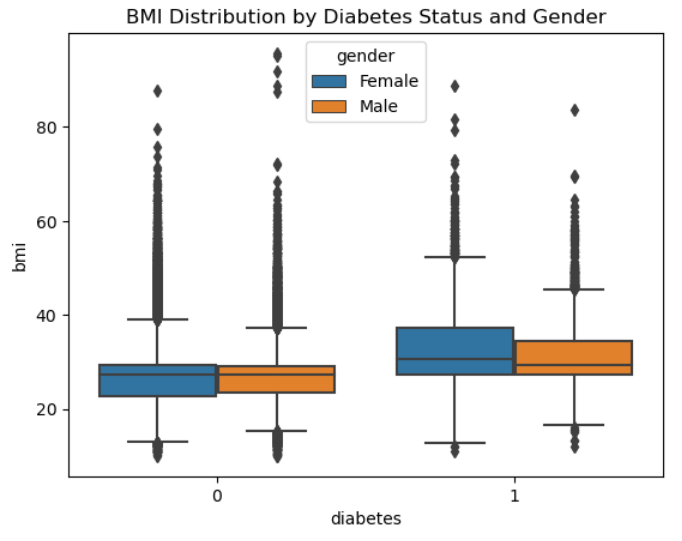 BMI Distribution by Diabetes Status and Gender
gender
Female
Male
80
60
40
20
bmi
0
1
diabetes